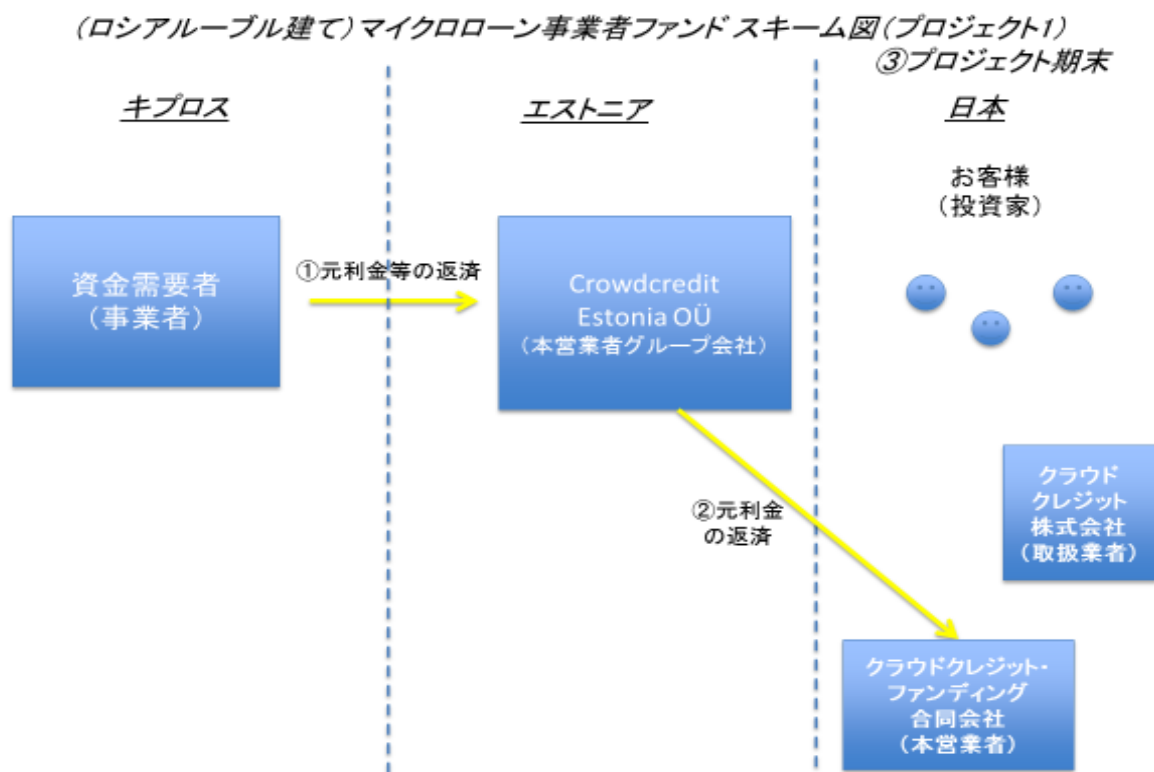 (ロシアルーブル建て)マイクロローン事業者ファンド スキーム図(プロジェクト1)
③プロジェクト期末
キプロス
エストニア
日本
お客様
(投資家)
資金需要者
(事業者)
①元利金等の返済
Crowdcredit
Estonia OÜ
(本営業者グループ会社)
クラウド
クレジット
株式会社
(取扱業者)
②元利金
の返済
クラウドクレジット・
ファンディング
合同会社
(本営業者)